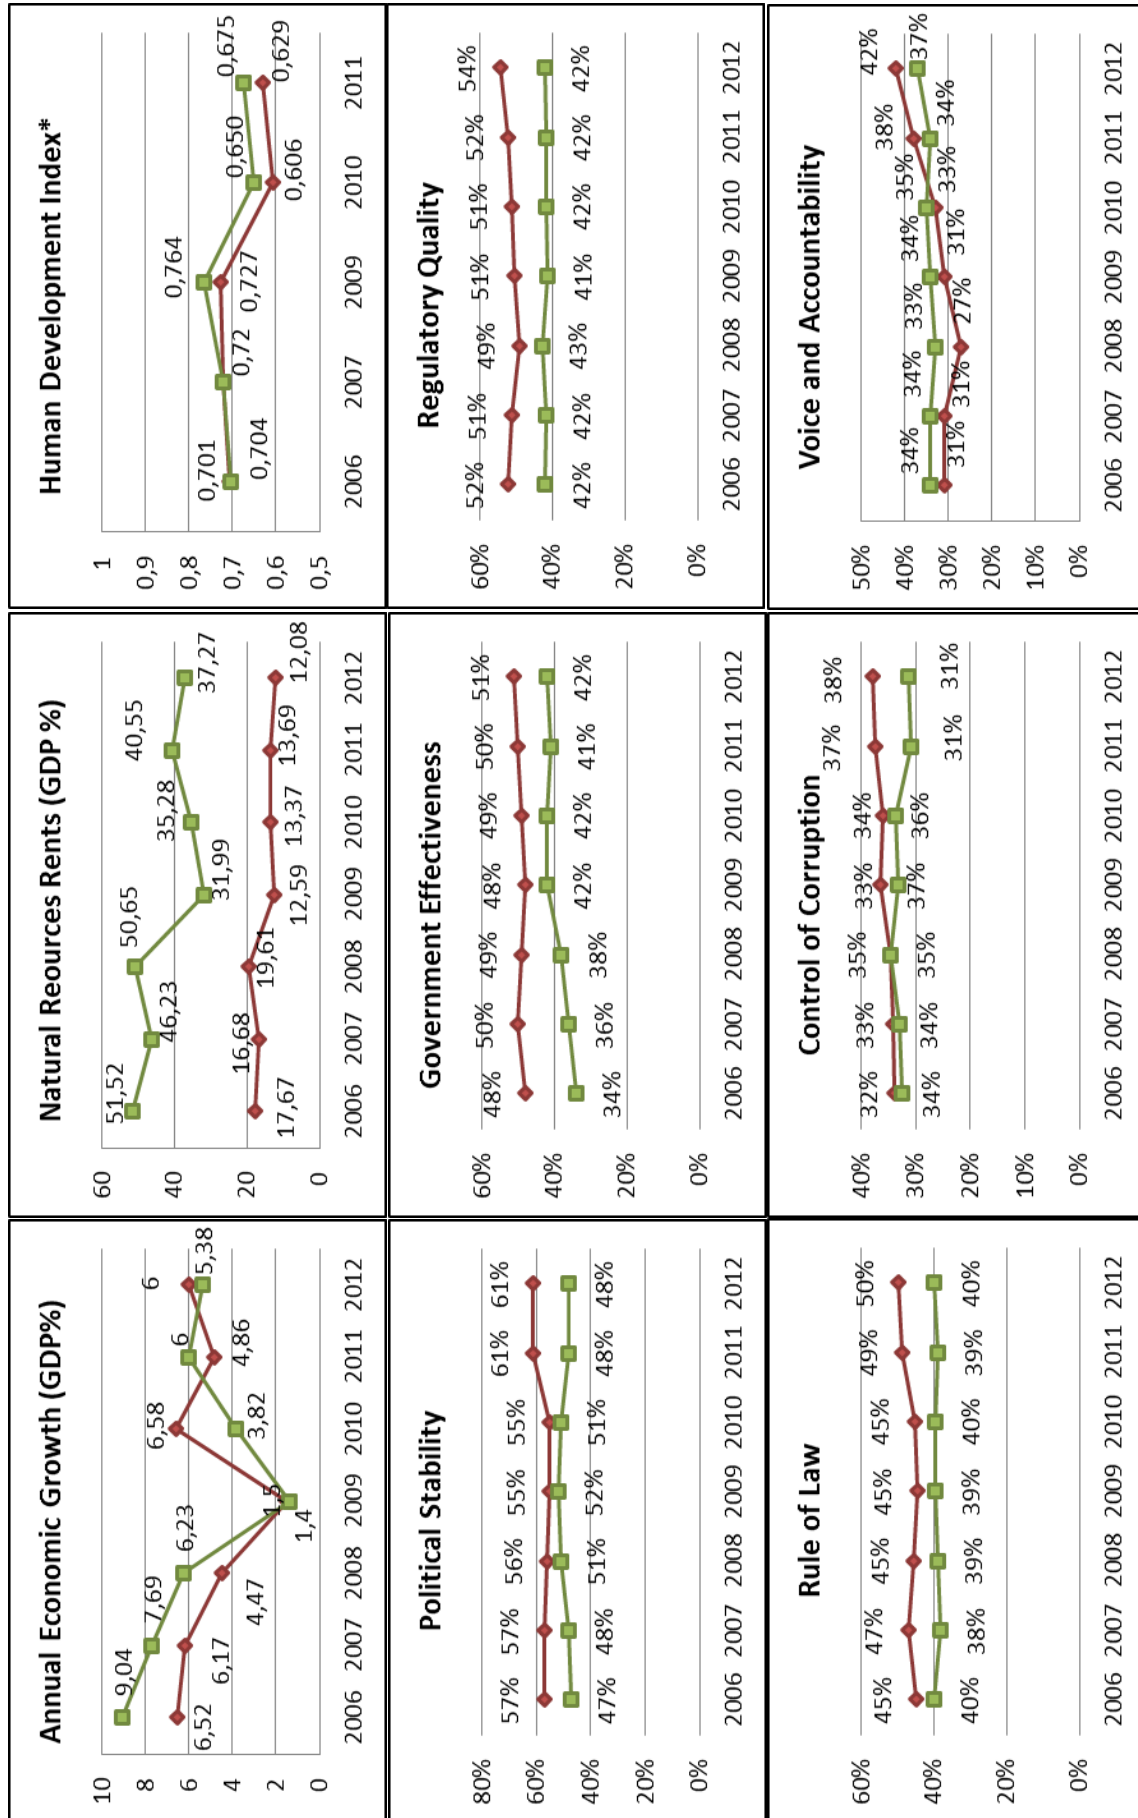 Annual Economic Growth (GDP%)
10
8
6
4
2
0
9,04
7,69
6,23
1,5
6,58
6
6
6,52
6,17
4,47
1,4
3,82
4,86
5,38
2006 2007 2008 2009 2010 2011 2012
Natural Reources Rents (GDP %)
60
40
20
0
51,52
46,23
50,65
31,99
35,28
40,55
37,27
17,67
16,68
19,61
12,59
13,37
13,69
12,08
2006 2007 2008 2009 2010 2011 2012
Human Development Index*
1
0,9
0,8
0,7
0,6
0,5
0,701
0,764
0,650
0,675
0,704
0,72
0,727
0,606
0,629
2006 2007 2009 2010 2011
Political Stability
80%
60%
40%
20%
0%
57% 57% 56% 55% 55% 61% 61%
47% 48% 51% 52% 51% 48% 48%
2006 2007 2008 2009 2010 2011 2012
Government Effectiveness
60%
40%
20%
0%
48% 50% 49% 48% 49% 50% 51%
34% 36% 38% 42% 42% 41% 42%
2006 2007 2008 2009 2010 2011 2012
Regulatory Quality
60%
40%
20%
0%
52% 51% 49% 51% 51% 52% 54%
42% 42% 43% 41% 42% 42% 42%
2006 2007 2008 2009 2010 2011 2012
Rule of Law
60%
40%
20%
0%
45% 47% 45% 45% 45% 49% 50%
40% 38% 39% 39% 40% 39% 40%
2006 2007 2008 2009 2010 2011 2012
Control of Corruption
40%
30%
20%
10%
0%
32% 33% 35% 33% 34% 37% 38%
34% 34% 35% 37% 36% 31% 31%
2006 2007 2008 2009 2010 2011 2012
Voice and Accountability
50%
40%
30%
20%
10%
0%
34% 34% 33% 34% 35% 38% 42%
31% 31% 27% 31% 33% 34% 37%
2006 2007 2008 2009 2010 2011 2012